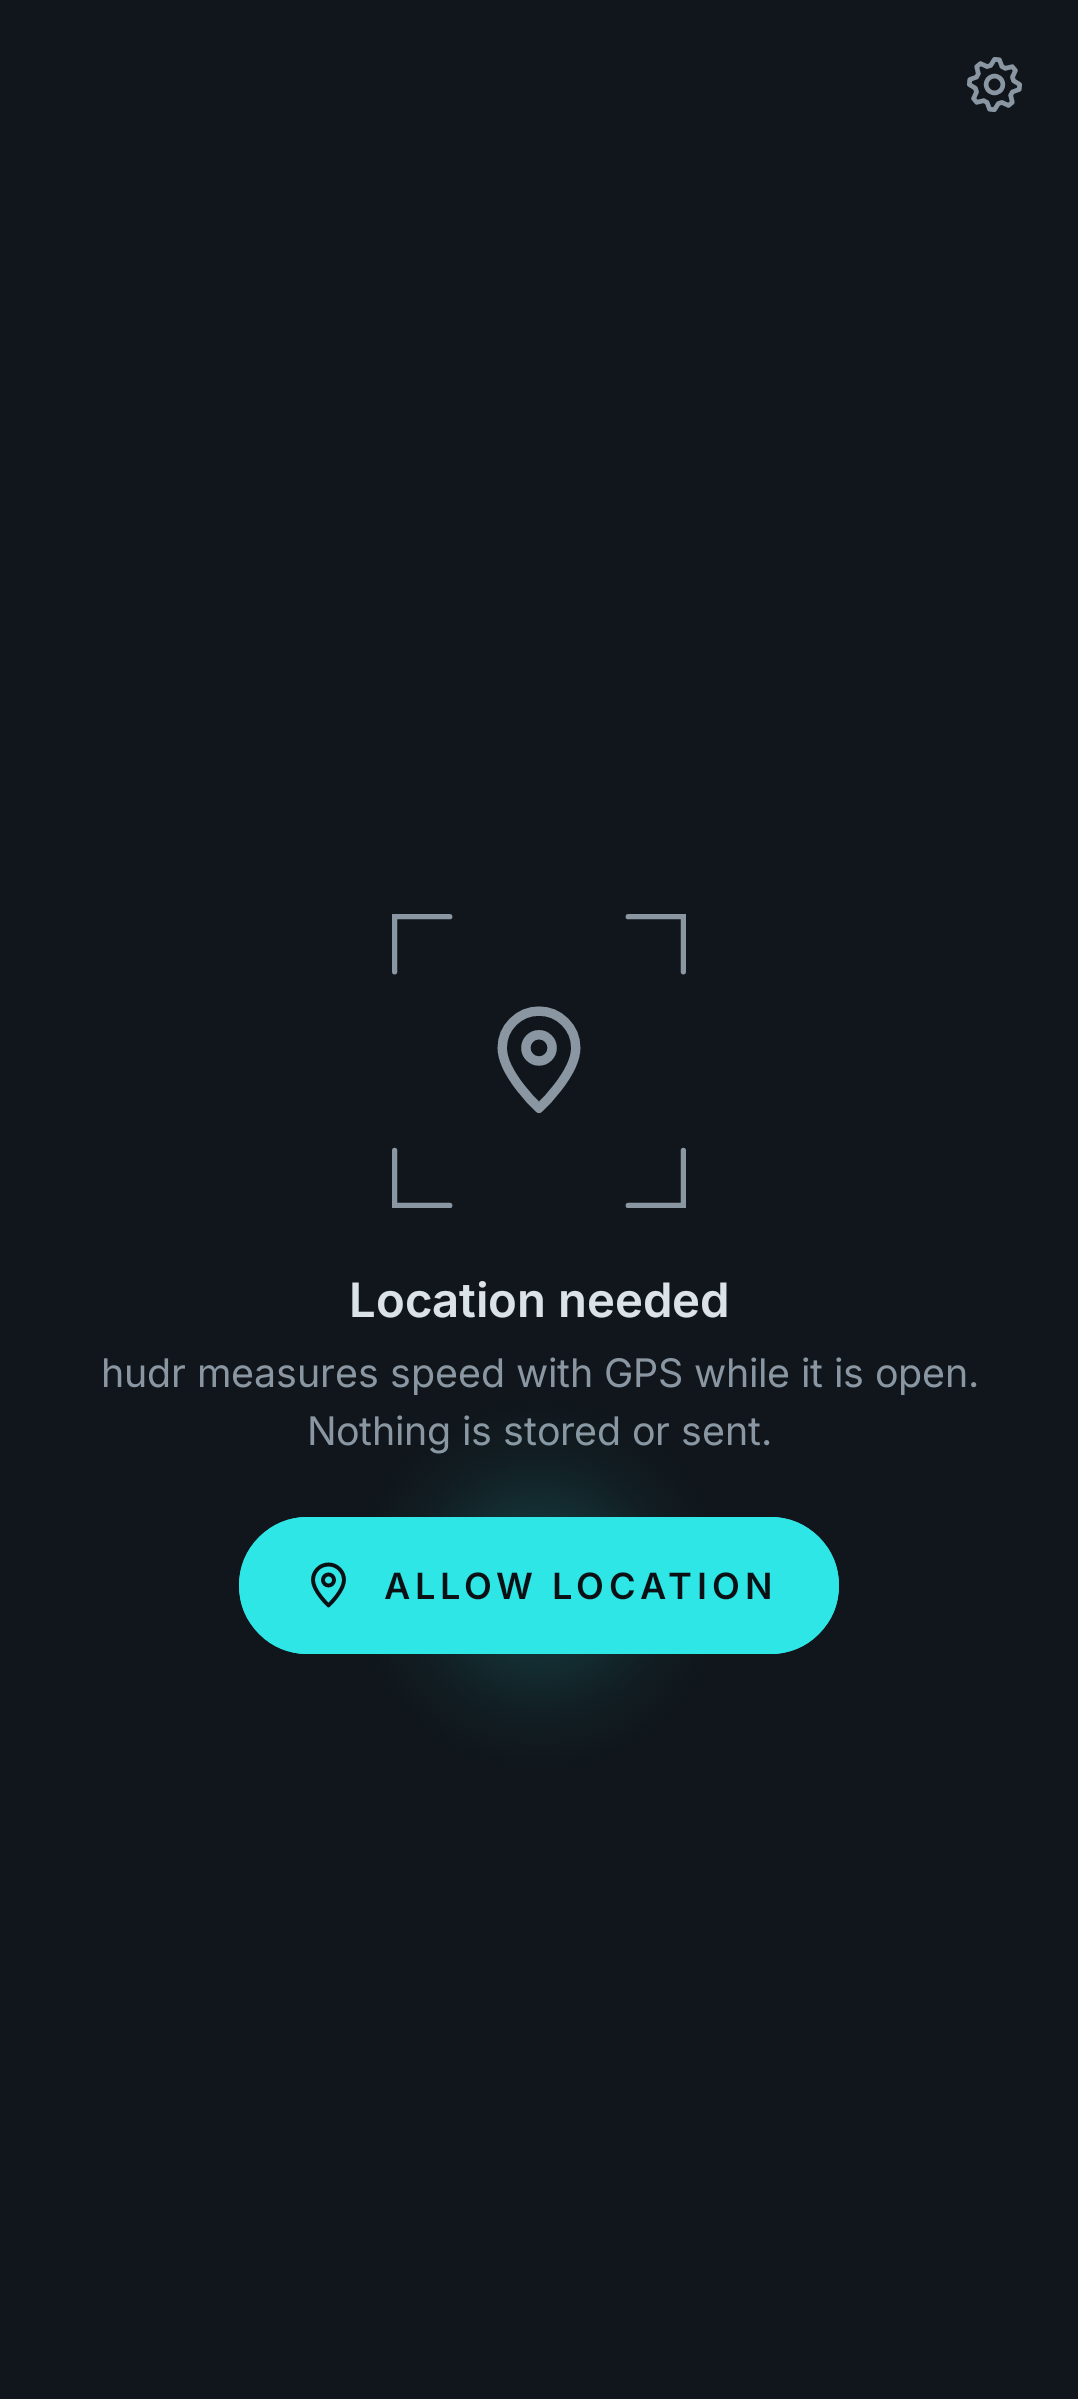 Location needed
hudr measures speed with GPS while it is open.
Nothing is stored or sent.
ALLOW LOCATION